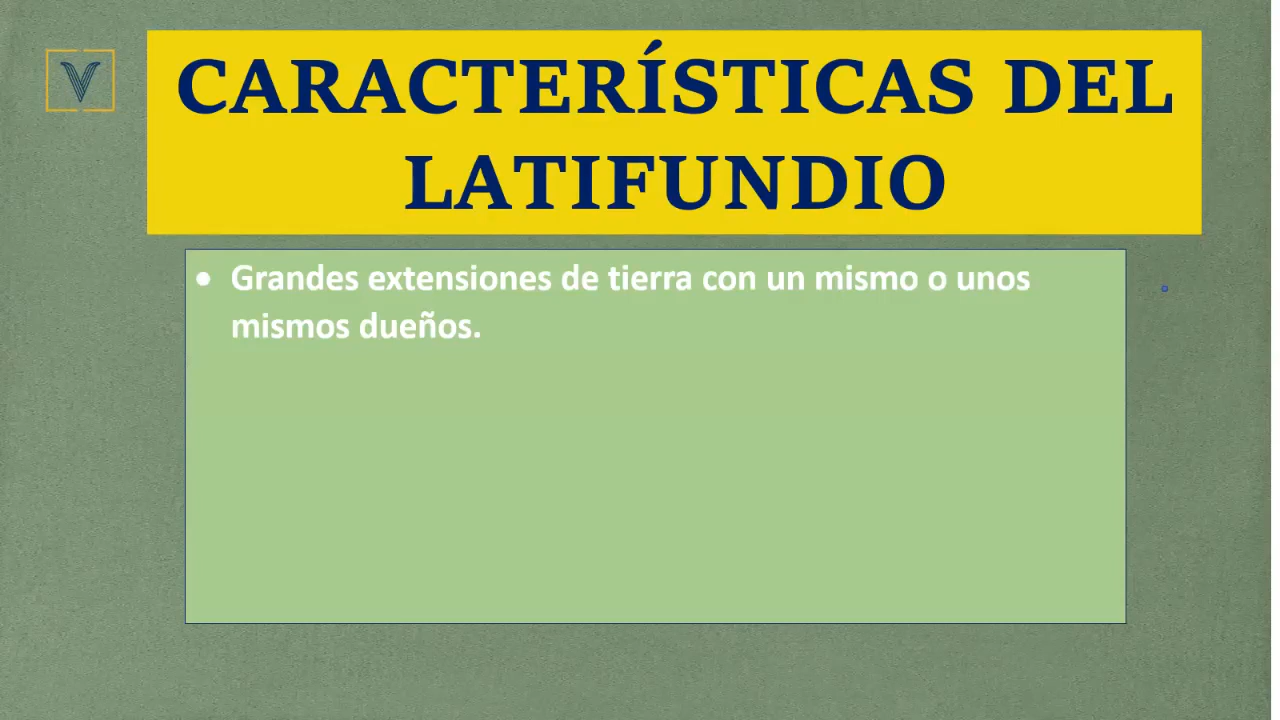 V
CARACTERÍSTICAS DEL
LATIFUNDIO
• Grandes extensiones de tierra con un mismo o unos
mismos dueños.